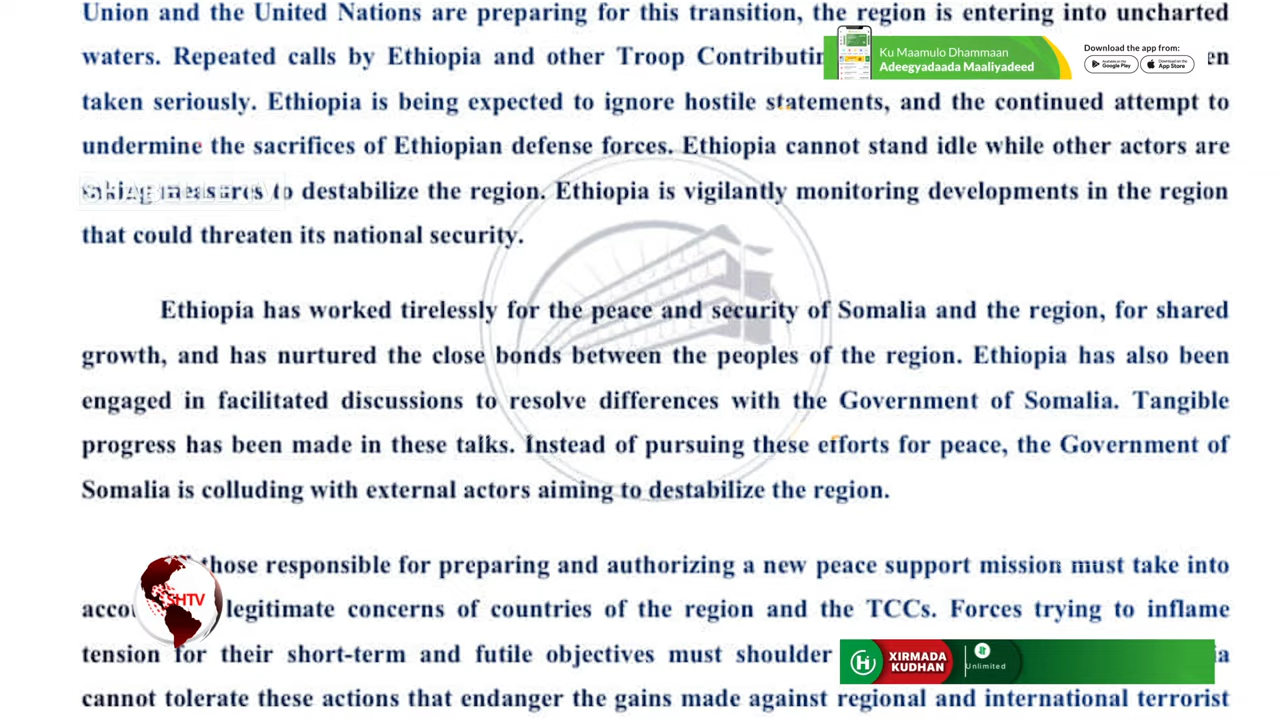 Union and the United Nations are preparing for this transition, the region is entering into uncharted
waters. Repeated calls by Ethiopia and other Troop
Ku Maamulo Dhammaan
Adeegyadaada Maaliyadeed
Download the app from:
Google Play
App Store
taken seriously. Ethiopia is being expected to ignore hostile statements, and the continued attempt to
undermine the sacrifices of Ethiopian defense forces. Ethiopia cannot stand idle while other actors are
measures to destabilize the region. Ethiopia is vigilantly monitoring developments in the region
that could threaten its national security.
Ethiopia has worked tirelessly for the peace and security of Somalia and the region, for shared
growth, and has nurtured the close bonds between the peoples of the region. Ethiopia has also been
engaged in facilitated discussions to resolve differences with the Government of Somalia. Tangible
progress has been made in these talks. Instead of pursuing these efforts for peace, the Government of
Somalia is colluding with external actors aiming to destabilize the region.
those responsible for preparing and authorizing a new peace support mission must take into
legitimate concerns of countries of the region and the TCCs. Forces trying to inflame
SHTV
tension for their short-term and futile objectives must shoulder
XIRMADA
KUDHAN
Unlimited
cannot tolerate these actions that endanger the gains made against regional and international terrorist